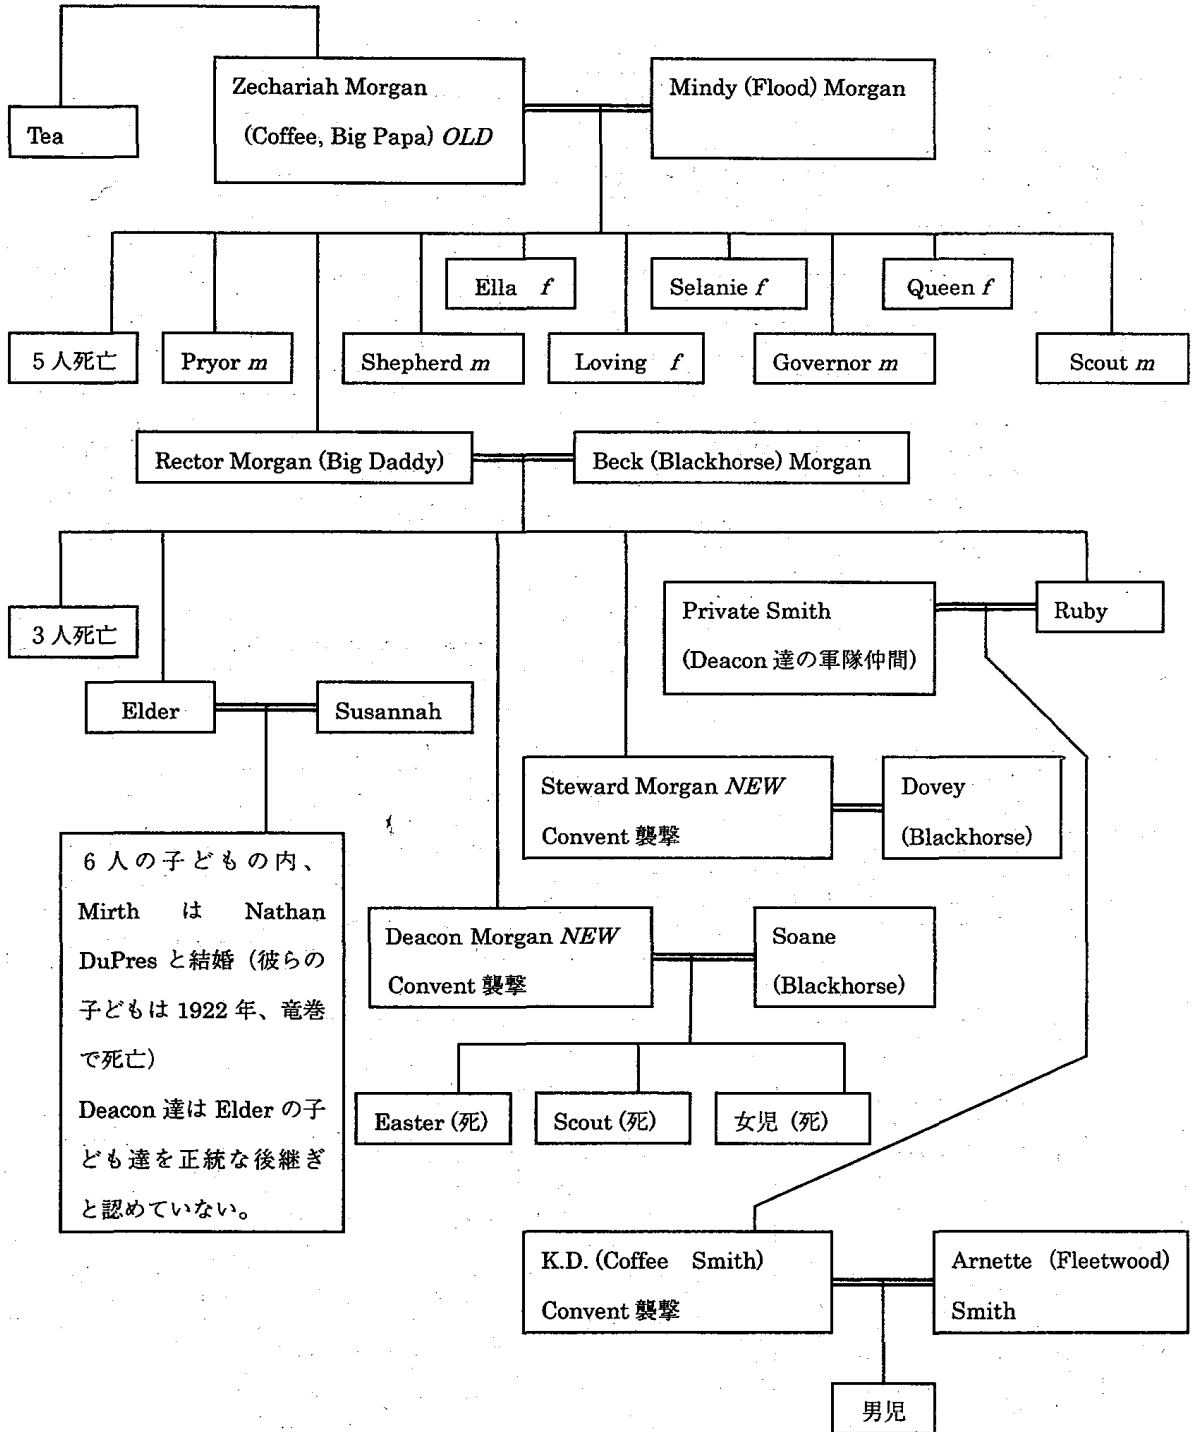 Zechariah Morgan
(Coffee, Big Papa) OLD
Mindy (Flood) Morgan
Tea
Ella f
Selanie f
Queen f
5人死亡
Pryor m
Shepherd m
Loving f
Governor m
Scout m
Rector Morgan (Big Daddy)
Beck (Blackhorse) Morgan
3人死亡
Private Smith
(Deacon 達の軍隊仲間)
Ruby
Elder
Susannah
Steward Morgan NEW
Convent 襲撃
Dovey
(Blackhorse)
6人の子どもの内、
Mirth は Nathan
DuPres と結婚（彼らの
子どもは 1922 年、竜巻
で死亡）
Deacon 達は Elder の子
ども達を正統な後継ぎ
と認めていない。
Deacon Morgan NEW
Convent 襲撃
Soane
(Blackhorse)
Easter (死)
Scout (死)
女児（死）
K.D. (Coffee Smith)
Convent 襲撃
Arnette (Fleetwood)
Smith
男児